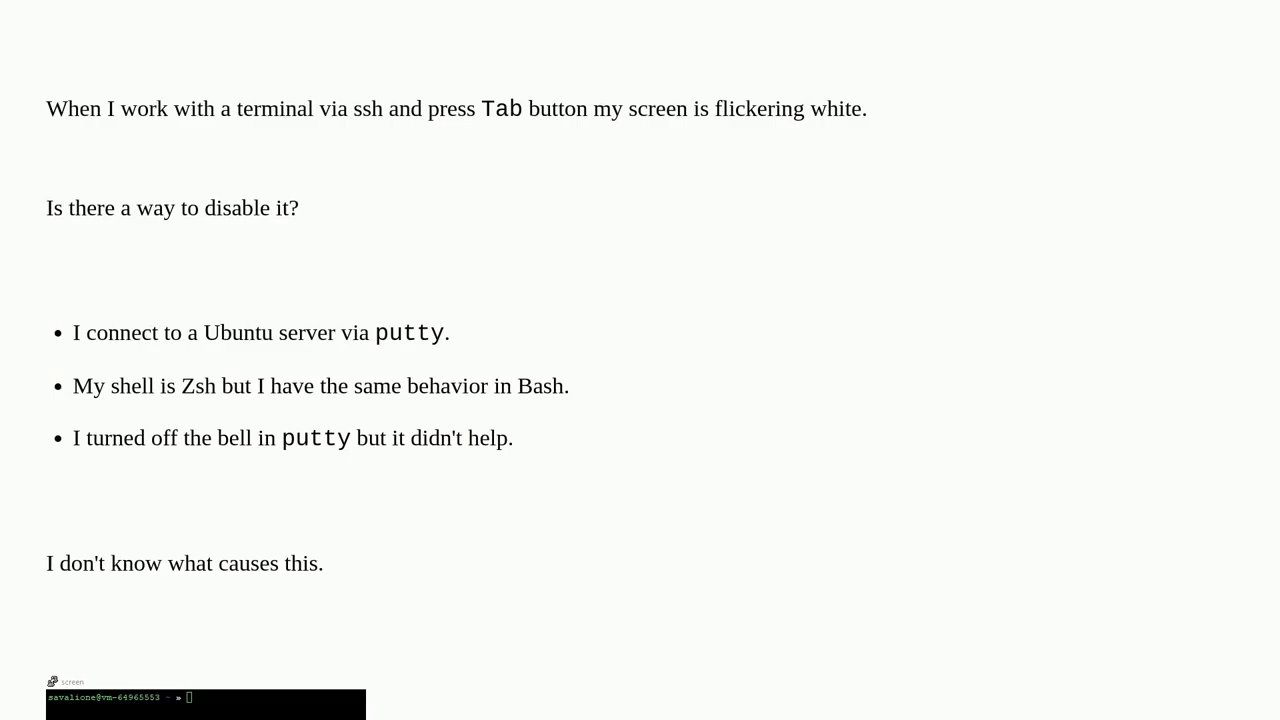 When I work with a terminal via ssh and press Tab button my screen is flickering white.
Is there a way to disable it?
• I connect to a Ubuntu server via putty.
• My shell is Zsh but I have the same behavior in Bash.
• I turned off the bell in putty but it didn't help.
I don't know what causes this.
screen
savalione@vm-64965553 ~ »